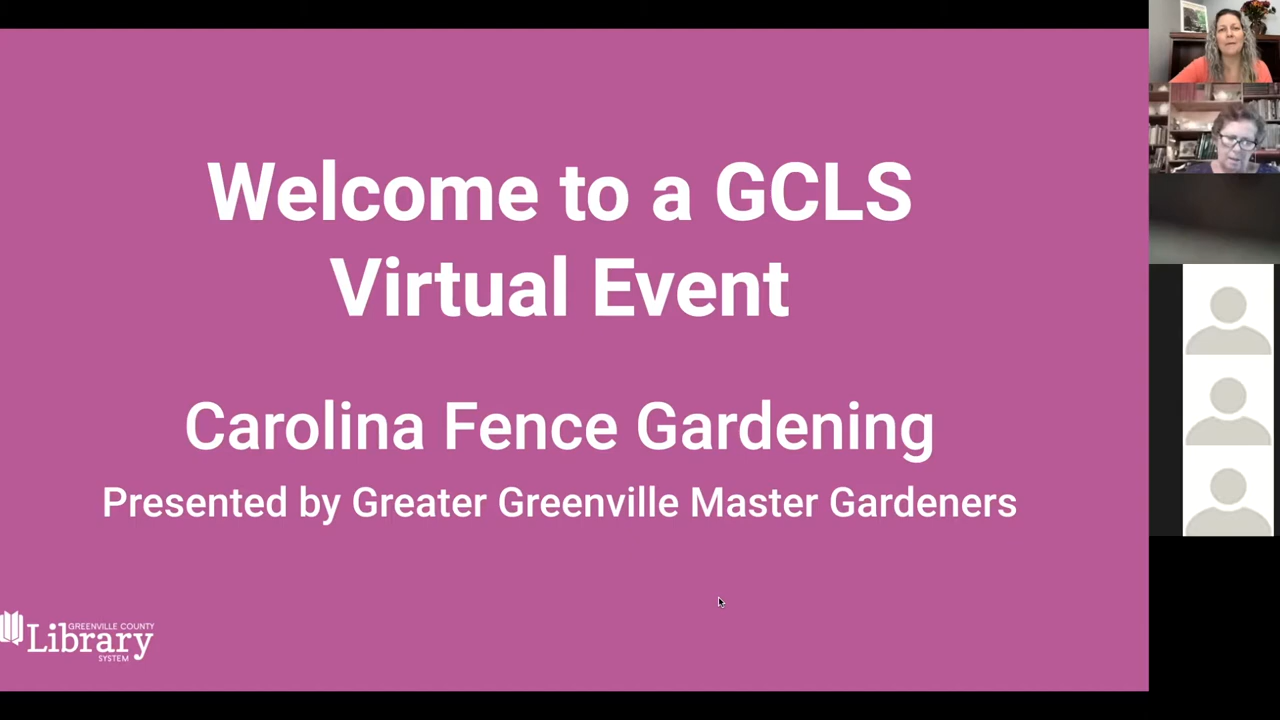 Welcome to a GCLS
Virtual Event
Carolina Fence Gardening
Presented by Greater Greenville Master Gardeners
GREENVILLE COUNTY
Library
SYSTEM